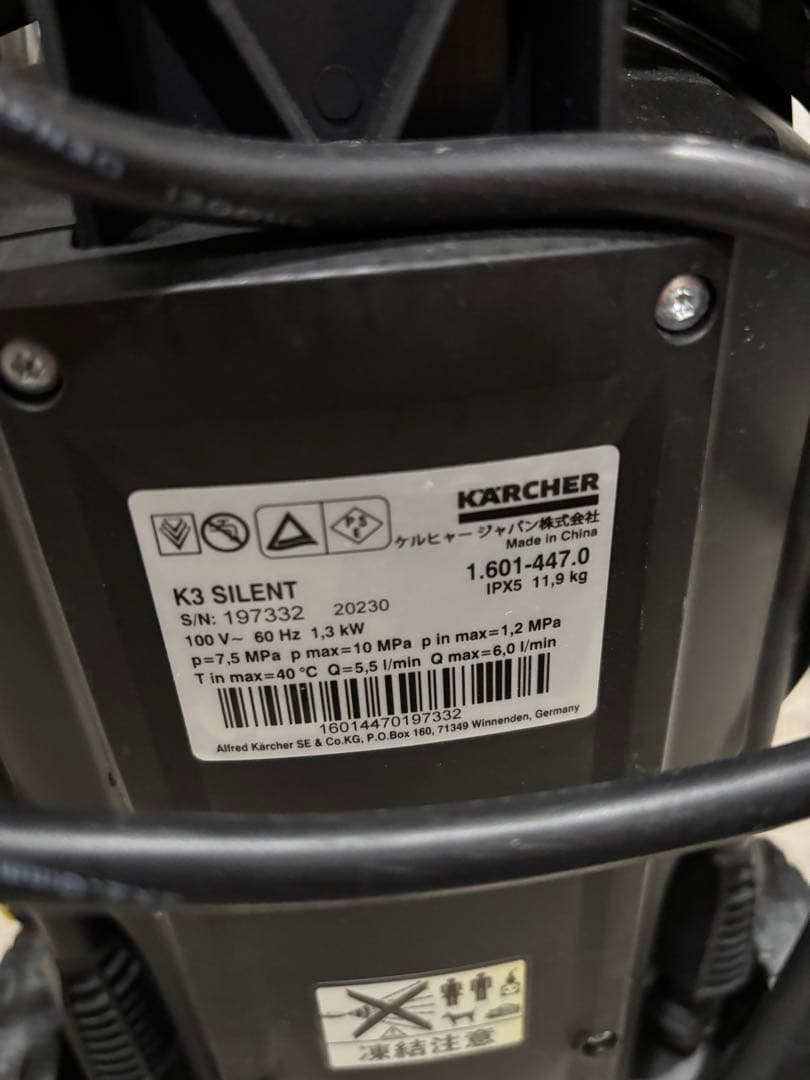 KÄRCHER
P S E
ケルヒャー ジャパン株式会社
Made in China
K3 SILENT
1.601-447.0
S/N: 197332 20230
IPX5 11,9 kg
100 V~ 60 Hz 1,3 kW
p=7,5 MPa p max=10 MPa p in max=1,2 MPa
T in max=40 °C Q=5,5 l/min Q max=6,0 l/min
16014470197332
Alfred Kärcher SE & Co.KG, P.O.Box 160, 71349 Winnenden, Germany
凍結注意